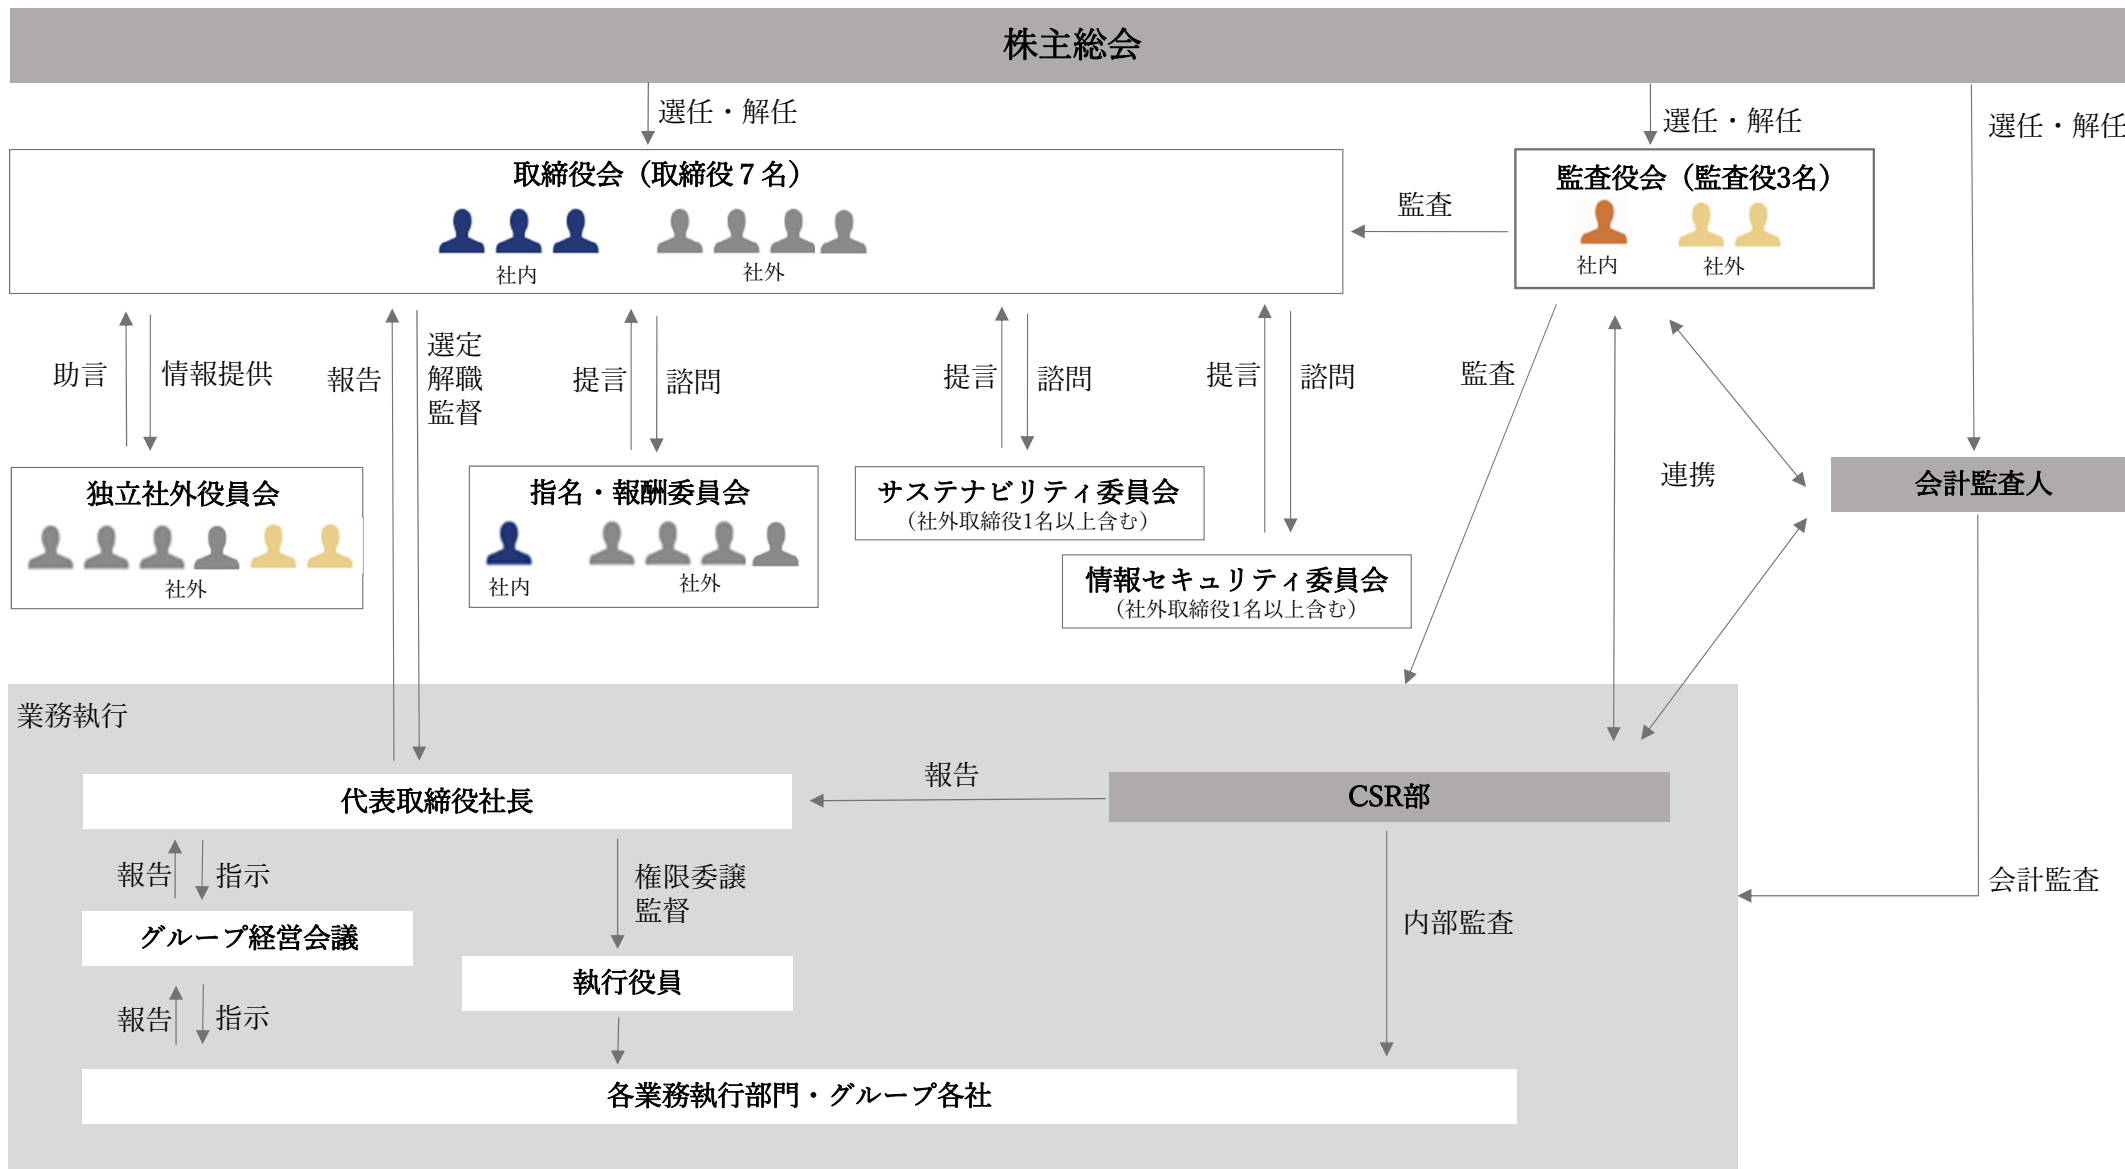 株主総会
選任・解任
選任・解任
選任・解任
取締役会（取締役７名）
社内
社外
監査
監査役会（監査役3名）
社内
社外
助言
情報提供
報告
選定
解職
監督
提言
諮問
提言
諮問
提言
諮問
監査
連携
独立社外役員会
社外
指名・報酬委員会
社内
社外
サステナビリティ委員会
（社外取締役1名以上含む）
情報セキュリティ委員会
（社外取締役1名以上含む）
会計監査人
業務執行
代表取締役社長
報告
CSR部
報告
指示
権限委譲
監督
会計監査
グループ経営会議
内部監査
執行役員
報告
指示
各業務執行部門・グループ各社